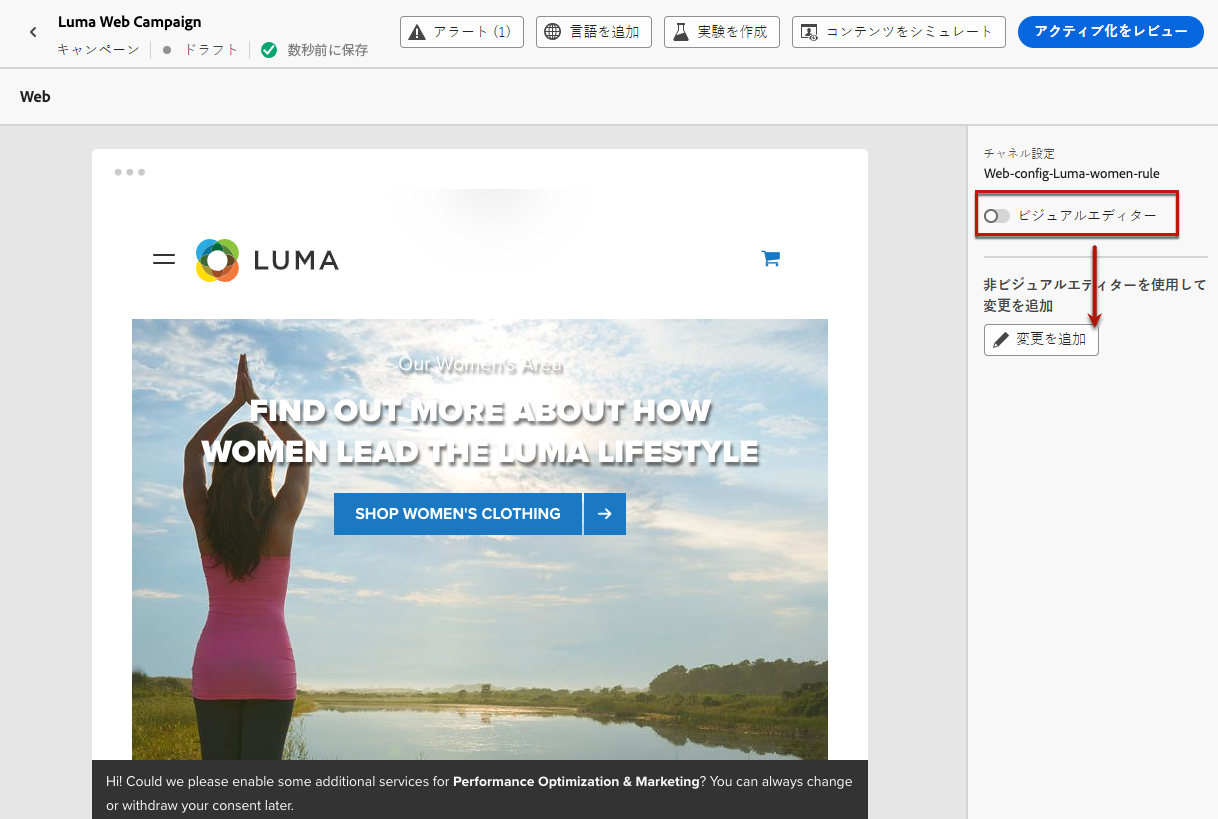 Luma Web Campaign
キャンペーン ドラフト 数秒前に保存
アラート (1)
言語を追加
実験を作成
コンテンツをシミュレート
アクティブ化をレビュー
Web
LUMA
Our Women's Area
FIND OUT MORE ABOUT HOW
WOMEN LEAD THE LUMA LIFESTYLE
SHOP WOMEN'S CLOTHING
Hi! Could we please enable some additional services for Performance Optimization & Marketing? You can always change
or withdraw your consent later.
チャネル設定
Web-config-Luma-women-rule
ビジュアルエディター
非ビジュアルエディターを使用して
変更を追加
変更を追加